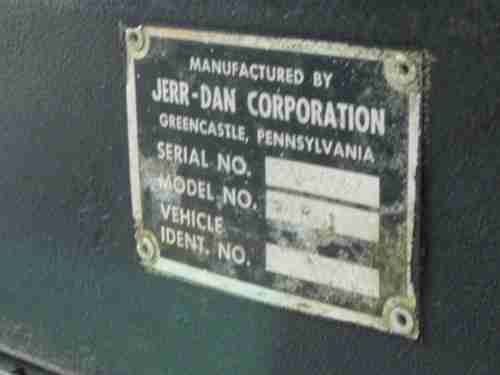 MANUFACTURED BY
JERR-DAN CORPORATION
GREENCASTLE, PENNSYLVANIA
SERIAL NO.
MODEL NO.
VEHICLE
IDENT. NO.